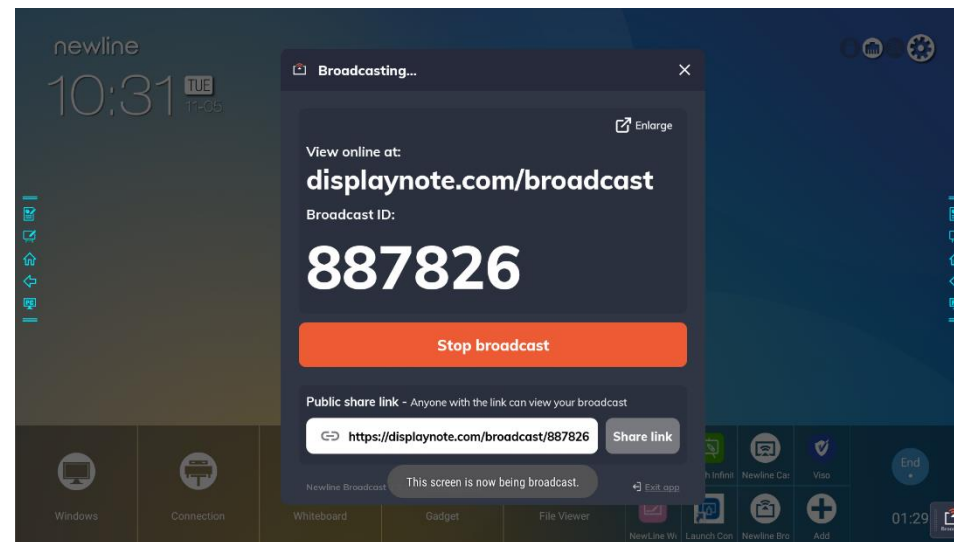 newline
10:31 TUE
11-05
Broadcasting...
Enlarge
View online at:
displaynote.com/broadcast
Broadcast ID:
887826
Stop broadcast
Public share link - Anyone with the link can view your broadcast
https://displaynote.com/broadcast/887826
Share link
This screen is now being broadcast.
Newline Broadcast
Exit app
Windows
Connection
Whiteboard
Gadget
File Viewer
Newline Cas
Viso
End
NewLine
Launch Con
Newline Bro
Add
01:29